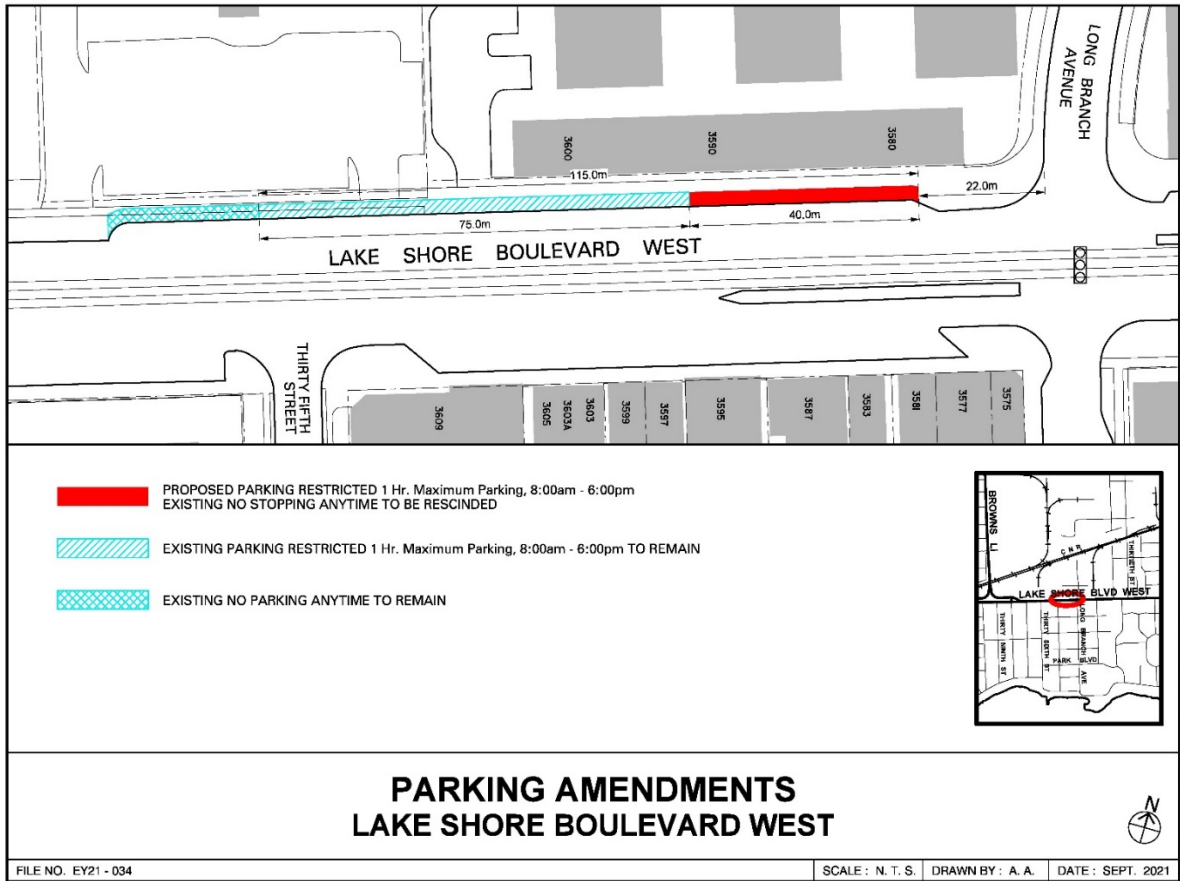 LONG BRANCH
AVENUE
3600
3590
3580
115.0m
22.0m
75.0m
40.0m
LAKE SHORE BOULEVARD WEST
THIRTY FIFTH
STREET
3609
3605
3603A
3603
3599
3597
3595
3587
3583
3581
3577
3575
PROPOSED PARKING RESTRICTED 1 Hr. Maximum Parking, 8:00am - 6:00pm
EXISTING NO STOPPING ANYTIME TO BE RESCINDED
EXISTING PARKING RESTRICTED 1 Hr. Maximum Parking, 8:00am - 6:00pm TO REMAIN
EXISTING NO PARKING ANYTIME TO REMAIN
BROWNS LI
C N R
THIRTIETH ST
LAKE SHORE BLVD WEST
THIRTY NINTH ST
THIRTY SIXTH ST
LONG BRANCH AVE
PARK BLVD
PARKING AMENDMENTS
LAKE SHORE BOULEVARD WEST
N
FILE NO. EY21 - 034
SCALE : N. T. S.
DRAWN BY : A. A.
DATE : SEPT. 2021